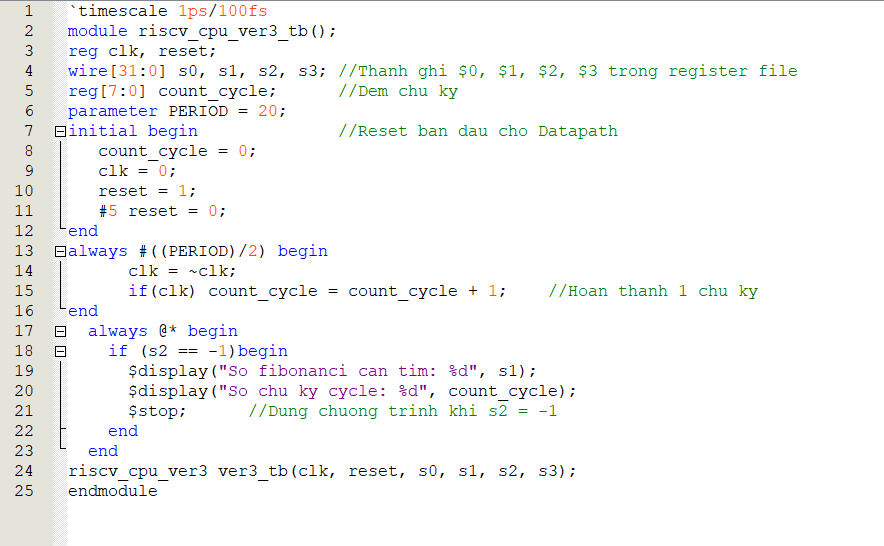 1 `timescale 1ps/100fs
2 module riscv_cpu_ver3_tb();
3 reg clk, reset;
4 wire[31:0] s0, s1, s2, s3; //Thanh ghi $0, $1, $2, $3 trong register file
5 reg[7:0] count_cycle; //Dem chu ky
6 parameter PERIOD = 20;
7 initial begin //Reset ban dau cho Datapath
8 count_cycle = 0;
9 clk = 0;
10 reset = 1;
11 #5 reset = 0;
12 end
13 always #((PERIOD)/2) begin
14 clk = ~clk;
15 if(clk) count_cycle = count_cycle + 1; //Hoan thanh 1 chu ky
16 end
17 always @* begin
18 if (s2 == -1)begin
19 $display("So fibonanci can tim: %d", s1);
20 $display("So chu ky cycle: %d", count_cycle);
21 $stop; //Dung chuong trinh khi s2 = -1
22 end
23 end
24 riscv_cpu_ver3 ver3_tb(clk, reset, s0, s1, s2, s3);
25 endmodule